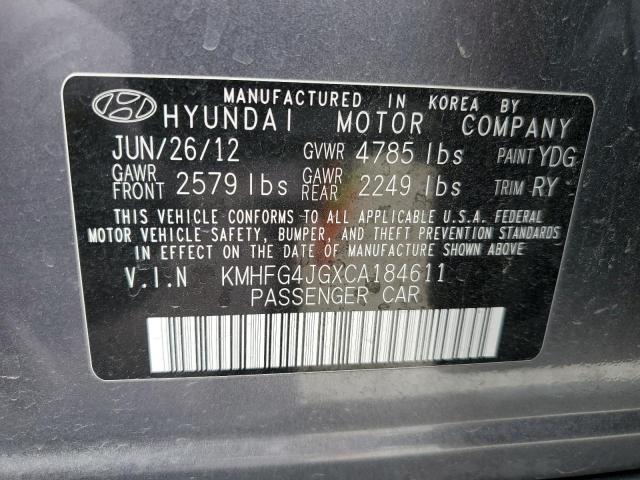 MANUFACTURED IN KOREA BY
HYUNDAI MOTOR COMPANY
JUN/26/12 GVWR 4785 lbs PAINT YDG
GAWR FRONT 2579 lbs GAWR REAR 2249 lbs TRIM RY
THIS VEHICLE CONFORMS TO ALL APPLICABLE U.S.A. FEDERAL
MOTOR VEHICLE SAFETY, BUMPER, AND THEFT PREVENTION STANDARDS
IN EFFECT ON THE DATE OF MANUFACTURE SHOWN ABOVE.
V.I.N KMHFG4JGXCA184611
PASSENGER CAR